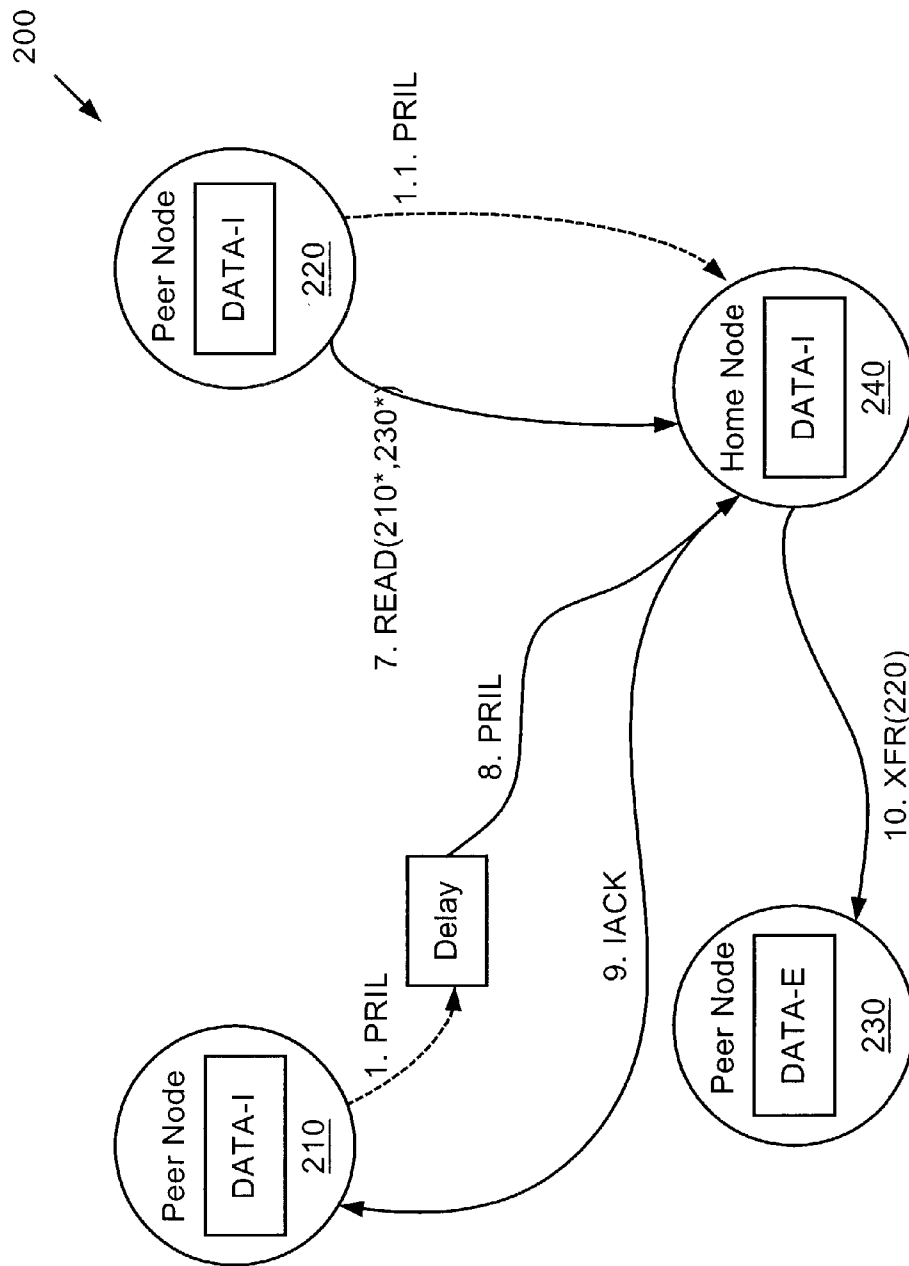 200
Peer Node
DATA-I
210
Peer Node
DATA-I
220
1. PRIL
Delay
1.1. PRIL
7. READ(210*,230*)
8. PRIL
9. IACK
Peer Node
DATA-E
230
Home Node
DATA-I
240
10. XFR(220)